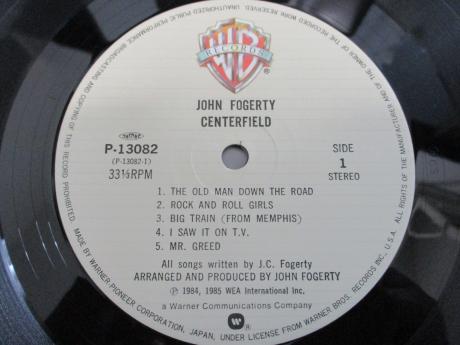 WB
RECORDS
®
JOHN FOGERTY
CENTERFIELD
P-13082
(P-13082-1)
33⅓RPM
SIDE
1
STEREO
1. THE OLD MAN DOWN THE ROAD
2. ROCK AND ROLL GIRLS
3. BIG TRAIN (FROM MEMPHIS)
4. I SAW IT ON T.V.
5. MR. GREED
All songs written by J.C. Fogerty
ARRANGED AND PRODUCED BY JOHN FOGERTY
Ⓟ 1984, 1985 WEA International Inc.
a Warner Communications Company
UNAUTHORIZED PUBLIC PERFORMANCE, BROADCASTING AND COPYING OF THIS RECORD PROHIBITED. MADE BY WARNER-PIONEER CORPORATION, JAPAN, UNDER LICENSE FROM WARNER BROS. RECORDS INC., U.S.A. ALL RIGHTS OF THE MANUFACTURER AND OF THE OWNER OF THE RECORDED WORK RESERVED.